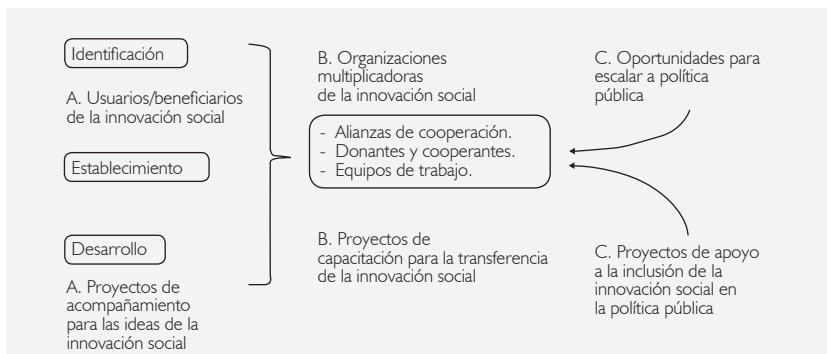 Identificación
A. Usuarios/beneficiarios
de la innovación social
Establecimiento
Desarrollo
A. Proyectos de
acompañamiento
para las ideas de la
innovación social
B. Organizaciones
multiplicadoras
de la innovación social
- Alianzas de cooperación.
- Donantes y cooperantes.
- Equipos de trabajo.
B. Proyectos de
capacitación para la transferencia
de la innovación social
C. Oportunidades para
escalar a política
pública
C. Proyectos de apoyo
a la inclusión de la
innovación social en
la política pública